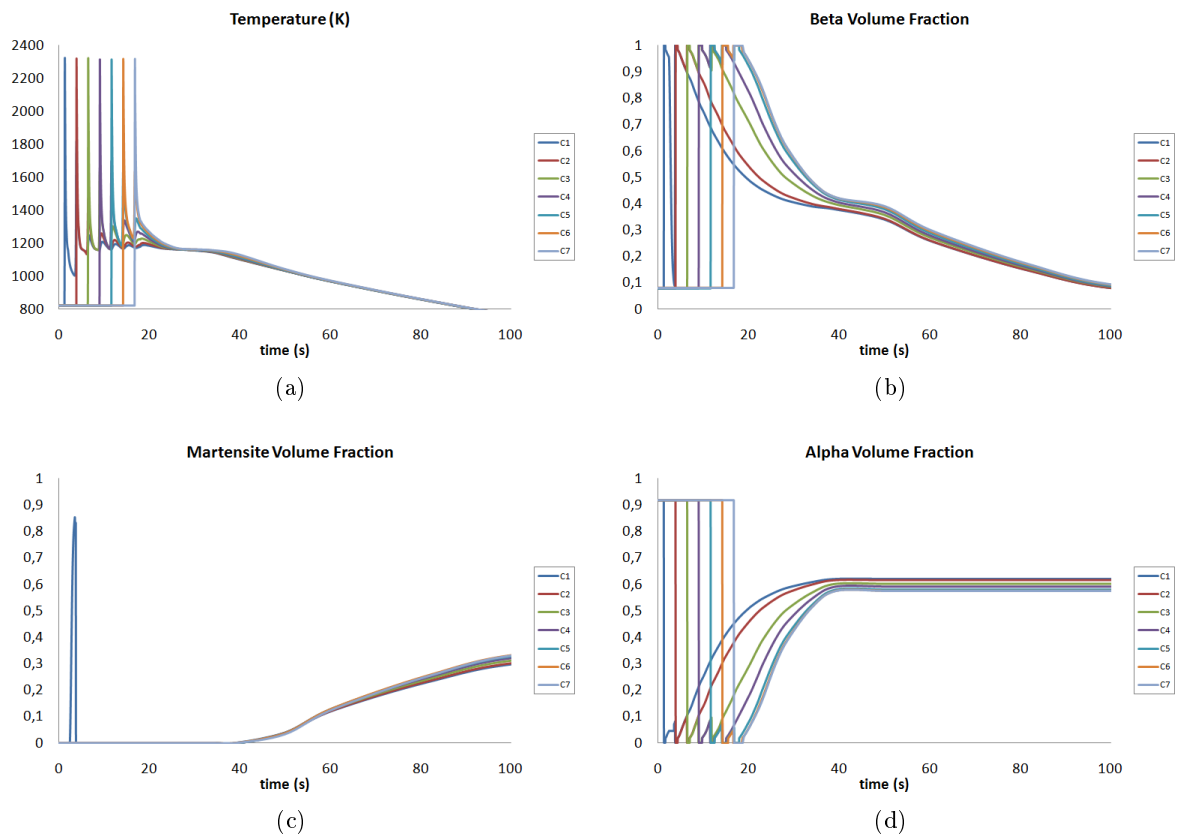 Temperature (K)
2400
2200
2000
1800
1600
1400
1200
1000
800
0
20
40
60
80
100
time (s)
C1
C2
C3
C4
C5
C6
C7
(a)
Beta Volume Fraction
1
0,9
0,8
0,7
0,6
0,5
0,4
0,3
0,2
0,1
0
0
20
40
60
80
100
time (s)
C1
C2
C3
C4
C5
C6
C7
(b)
Martensite Volume Fraction
1
0,9
0,8
0,7
0,6
0,5
0,4
0,3
0,2
0,1
0
0
20
40
60
80
100
time (s)
C1
C2
C3
C4
C5
C6
C7
(c)
Alpha Volume Fraction
1
0,9
0,8
0,7
0,6
0,5
0,4
0,3
0,2
0,1
0
0
20
40
60
80
100
time (s)
C1
C2
C3
C4
C5
C6
C7
(d)